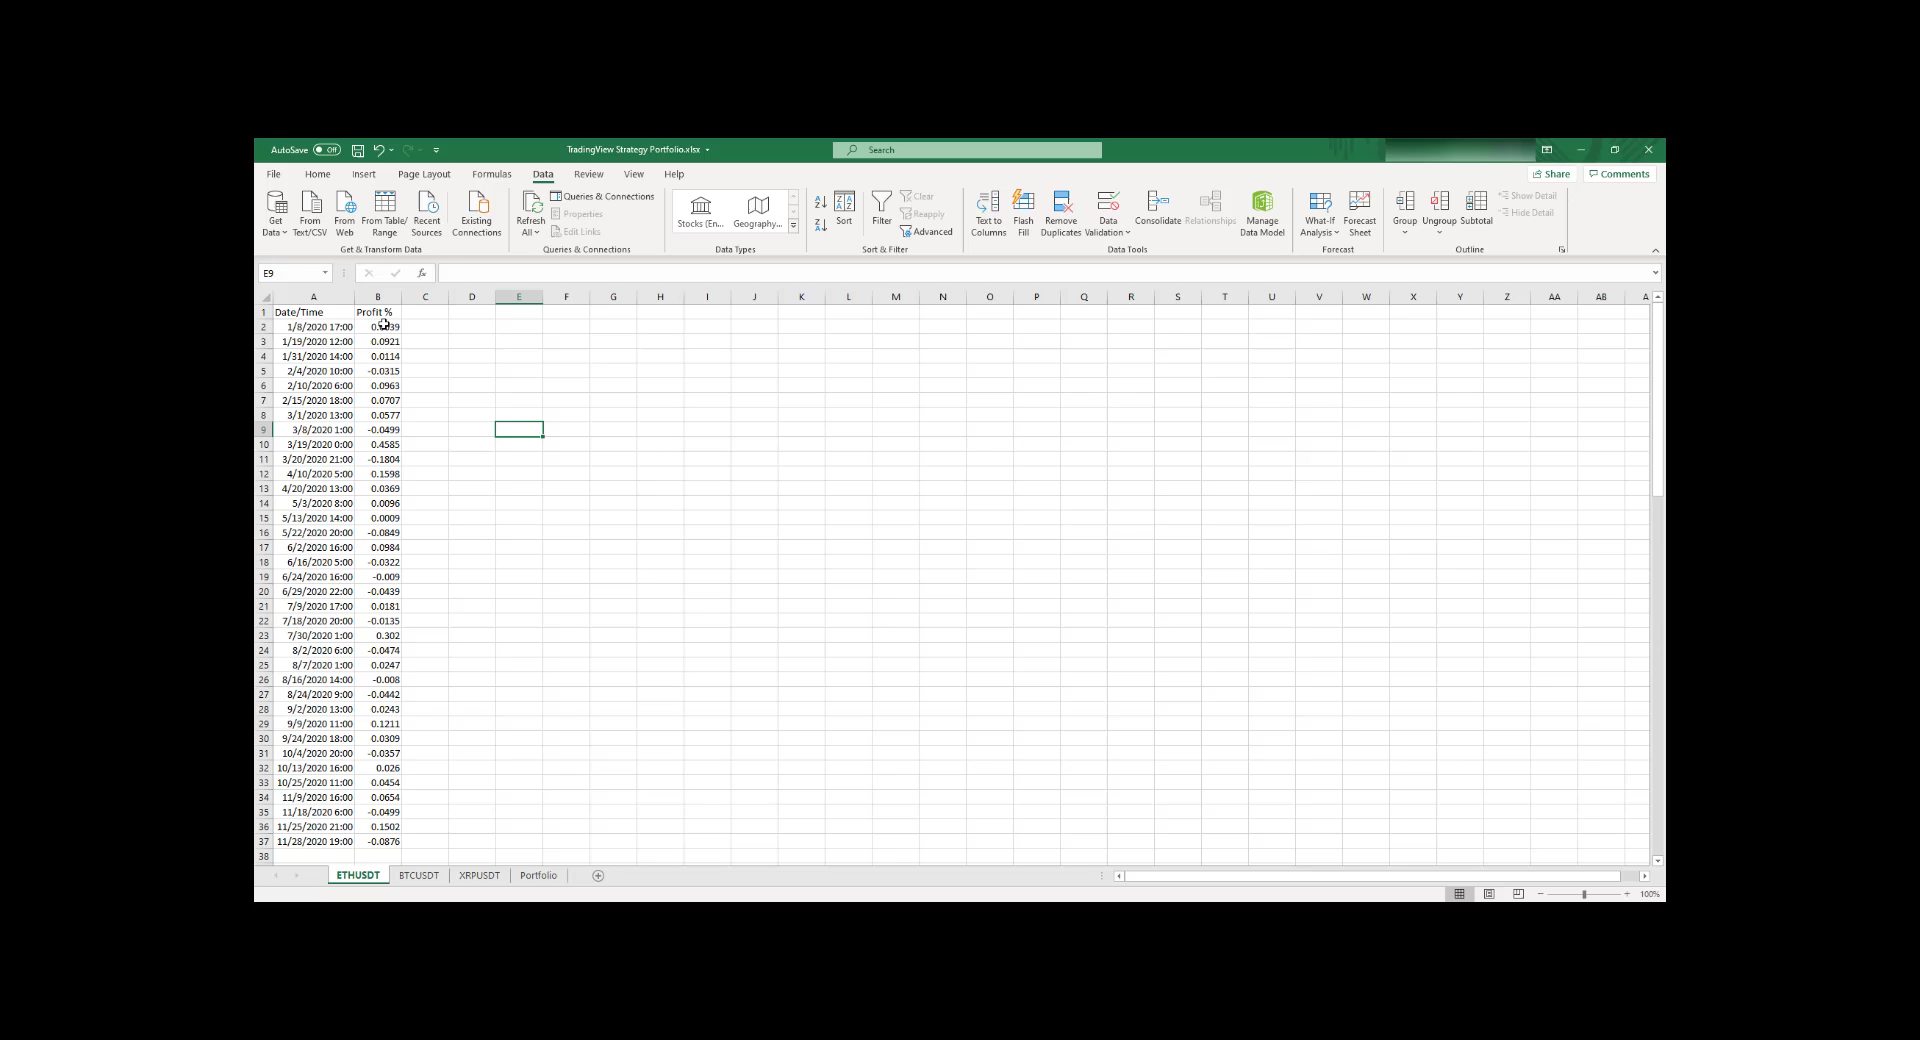 AutoSave Off TradingView Strategy Portfolio.xlsx Search
File Home Insert Page Layout Formulas Data Review View Help Share Comments
Get Data From Text/CSV From Web From Table/ Range Recent Sources Existing Connections
Get & Transform Data
Refresh All Queries & Connections Properties Edit Links
Queries & Connections
Stocks (En... Geography...
Data Types
Sort Filter Clear Reapply Advanced
Sort & Filter
Text to Columns Flash Fill Remove Duplicates Data Validation Consolidate Relationships Manage Data Model
Data Tools
What-If Analysis Forecast Sheet
Forecast
Group Ungroup Subtotal Show Detail Hide Detail
Outline
E9 fx
A B C D E F G H I J K L M N O P Q R S T U V W X Y Z AA AB A
1 Date/Time Profit %
2 1/8/2020 17:00
3 1/19/2020 12:00 0.0921
4 1/31/2020 14:00 0.0114
5 2/4/2020 10:00 -0.0315
6 2/10/2020 6:00 0.0963
7 2/15/2020 18:00 0.0707
8 3/1/2020 13:00 0.0577
9 3/8/2020 1:00 -0.0499
10 3/19/2020 0:00 0.4585
11 3/20/2020 21:00 -0.1804
12 4/10/2020 5:00 0.1598
13 4/20/2020 13:00 0.0369
14 5/3/2020 8:00 0.0096
15 5/13/2020 14:00 0.0009
16 5/22/2020 20:00 -0.0849
17 6/2/2020 16:00 0.0984
18 6/16/2020 5:00 -0.0322
19 6/24/2020 16:00 -0.009
20 6/29/2020 22:00 -0.0439
21 7/9/2020 17:00 0.0181
22 7/18/2020 20:00 -0.0135
23 7/30/2020 1:00 0.302
24 8/2/2020 6:00 -0.0474
25 8/7/2020 1:00 0.0247
26 8/16/2020 14:00 -0.008
27 8/24/2020 9:00 -0.0442
28 9/2/2020 13:00 0.0243
29 9/9/2020 11:00 0.1211
30 9/24/2020 18:00 0.0309
31 10/4/2020 20:00 -0.0357
32 10/13/2020 16:00 0.026
33 10/25/2020 11:00 0.0454
34 11/9/2020 16:00 0.0654
35 11/18/2020 6:00 -0.0499
36 11/25/2020 21:00 0.1502
37 11/28/2020 19:00 -0.0876
38
ETHUSDT BTCUSDT XRPUSDT Portfolio
100%